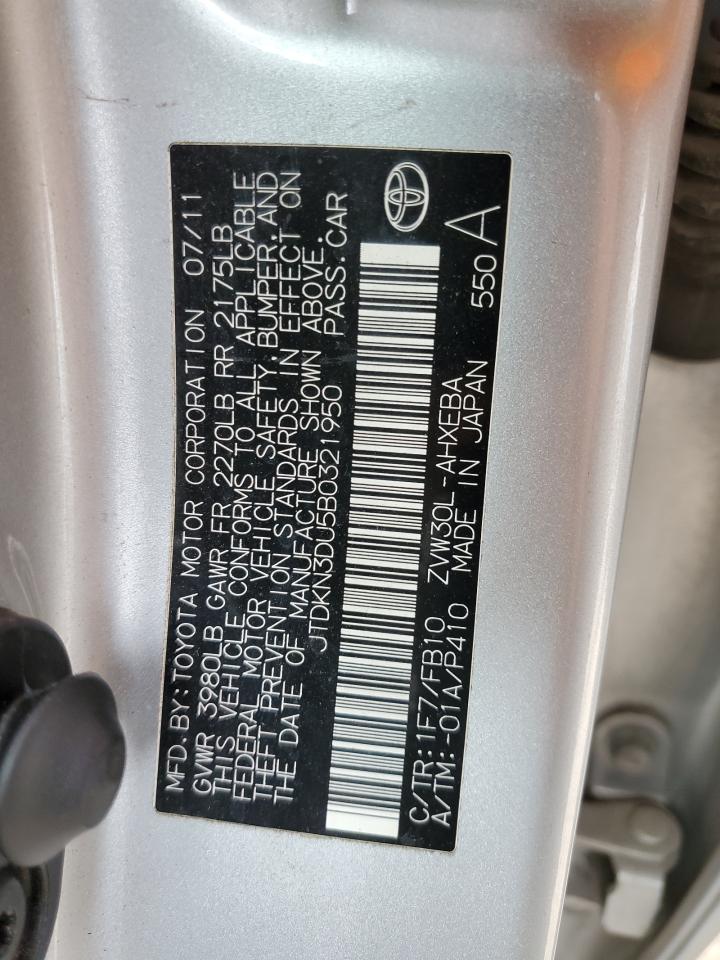 MFD. BY: TOYOTA MOTOR CORPORATION 07/11
GVWR 3980LB GAWR FR 2270LB RR 2175LB
THIS VEHICLE CONFORMS TO ALL APPLICABLE
FEDERAL MOTOR VEHICLE SAFETY, BUMPER, AND
THEFT PREVENTION STANDARDS IN EFFECT ON
THE DATE OF MANUFACTURE SHOWN ABOVE.
JTDKN3DU5B0321950 PASS. CAR
C/TR: 1F7/FB10 ZVW30L-AHXEBA 550 A
A/TM: -01A/P410 MADE IN JAPAN